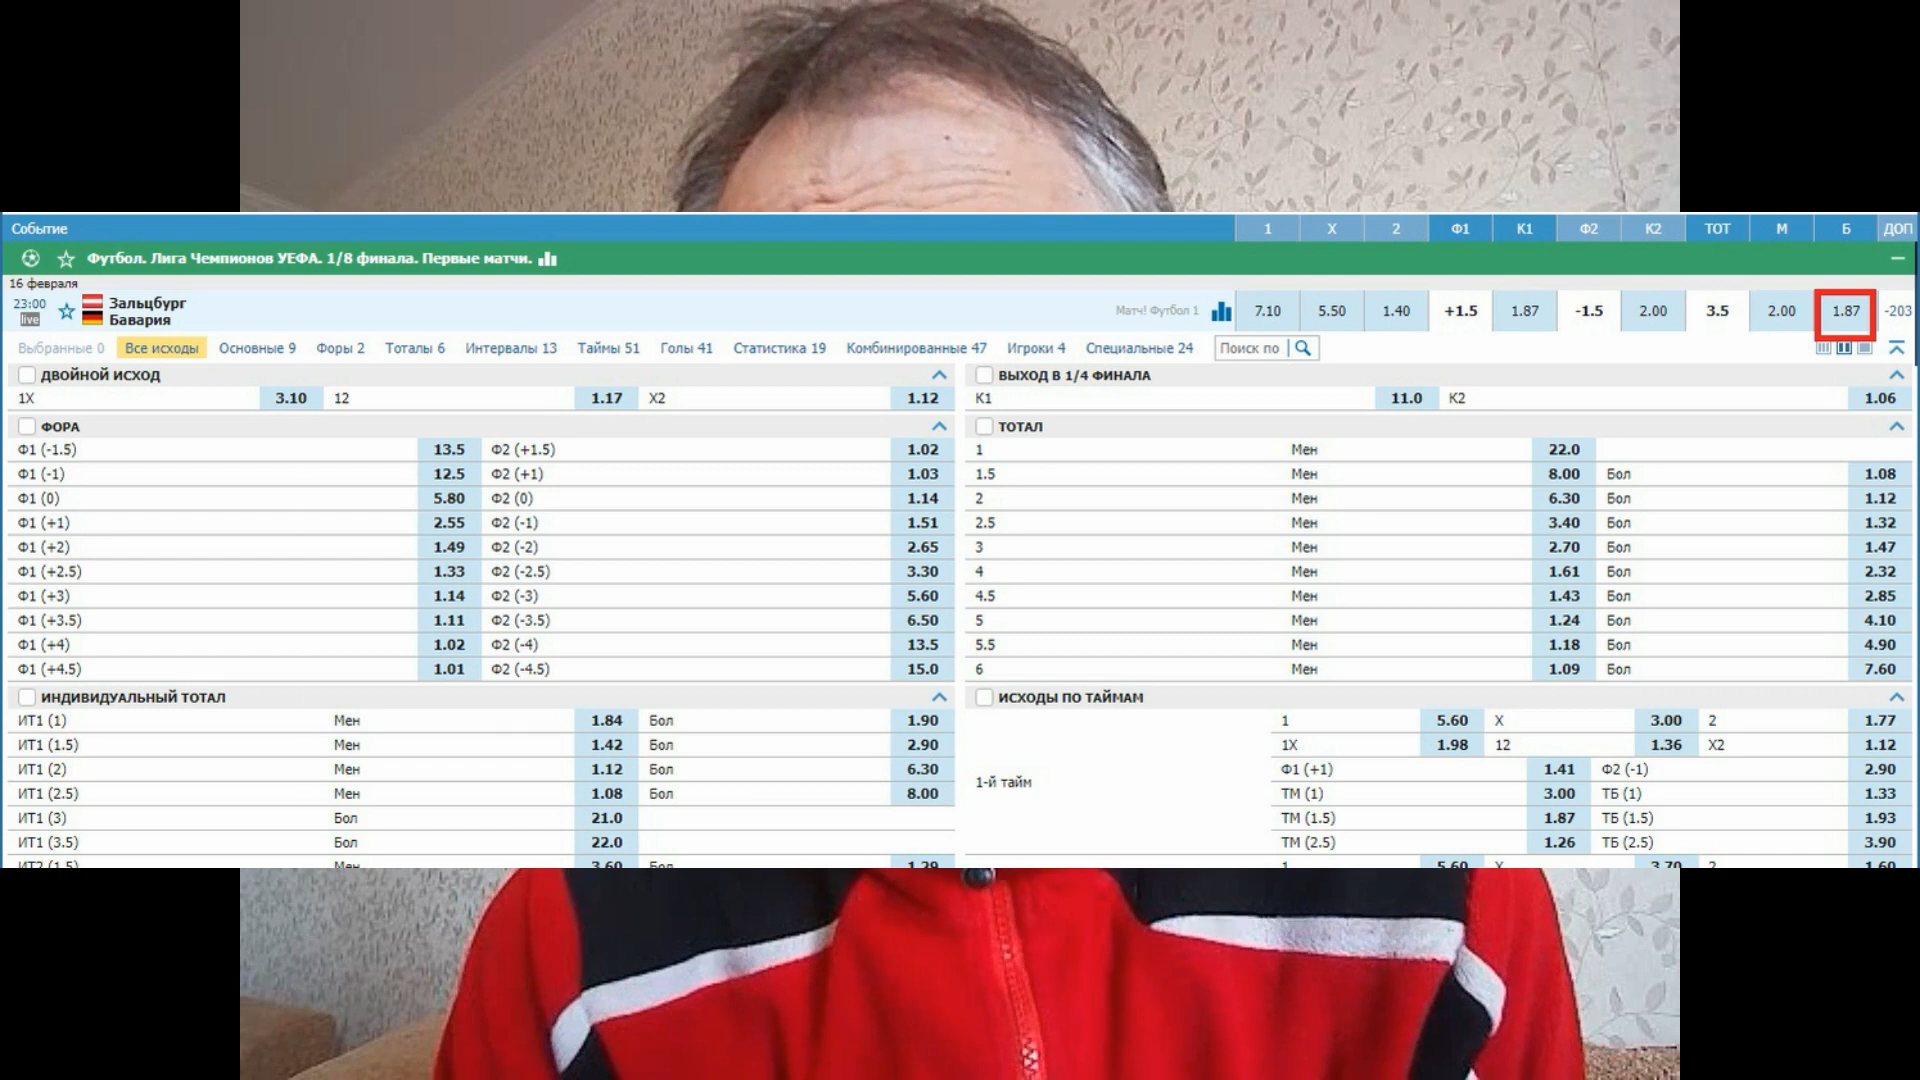 Событие 1 X 2 Ф1 К1 Ф2 К2 ТОТ М Б ДОП
Футбол. Лига Чемпионов УЕФА. 1/8 финала. Первые матчи.
16 февраля
23:00 Зальцбург
live Бавария
Матч! Футбол 1 7.10 5.50 1.40 +1.5 1.87 -1.5 2.00 3.5 2.00 1.87 -203
Выбранные 0 Все исходы Основные 9 Форы 2 Тоталы 6 Интервалы 13 Таймы 51 Голы 41 Статистика 19 Комбинированные 47 Игроки 4 Специальные 24 Поиск по
ДВОЙНОЙ ИСХОД
1X 3.10 12 1.17 X2 1.12
ФОРА
Ф1 (-1.5) 13.5 Ф2 (+1.5) 1.02
Ф1 (-1) 12.5 Ф2 (+1) 1.03
Ф1 (0) 5.80 Ф2 (0) 1.14
Ф1 (+1) 2.55 Ф2 (-1) 1.51
Ф1 (+2) 1.49 Ф2 (-2) 2.65
Ф1 (+2.5) 1.33 Ф2 (-2.5) 3.30
Ф1 (+3) 1.14 Ф2 (-3) 5.60
Ф1 (+3.5) 1.11 Ф2 (-3.5) 6.50
Ф1 (+4) 1.02 Ф2 (-4) 13.5
Ф1 (+4.5) 1.01 Ф2 (-4.5) 15.0
ИНДИВИДУАЛЬНЫЙ ТОТАЛ
ИТ1 (1) Мен 1.84 Бол 1.90
ИТ1 (1.5) Мен 1.42 Бол 2.90
ИТ1 (2) Мен 1.12 Бол 6.30
ИТ1 (2.5) Мен 1.08 Бол 8.00
ИТ1 (3) Бол 21.0
ИТ1 (3.5) Бол 22.0
ИТ2 (1.5) Мен 3.60 Бол 1.29
ВЫХОД В 1/4 ФИНАЛА
К1 11.0 К2 1.06
ТОТАЛ
1 Мен 22.0
1.5 Мен 8.00 Бол 1.08
2 Мен 6.30 Бол 1.12
2.5 Мен 3.40 Бол 1.32
3 Мен 2.70 Бол 1.47
4 Мен 1.61 Бол 2.32
4.5 Мен 1.43 Бол 2.85
5 Мен 1.24 Бол 4.10
5.5 Мен 1.18 Бол 4.90
6 Мен 1.09 Бол 7.60
ИСХОДЫ ПО ТАЙМАМ
1-й тайм
1 5.60 X 3.00 2 1.77
1X 1.98 12 1.36 X2 1.12
Ф1 (+1) 1.41 Ф2 (-1) 2.90
ТМ (1) 3.00 ТБ (1) 1.33
ТМ (1.5) 1.87 ТБ (1.5) 1.93
ТМ (2.5) 1.26 ТБ (2.5) 3.90
1 5.60 X 3.70 2 1.60